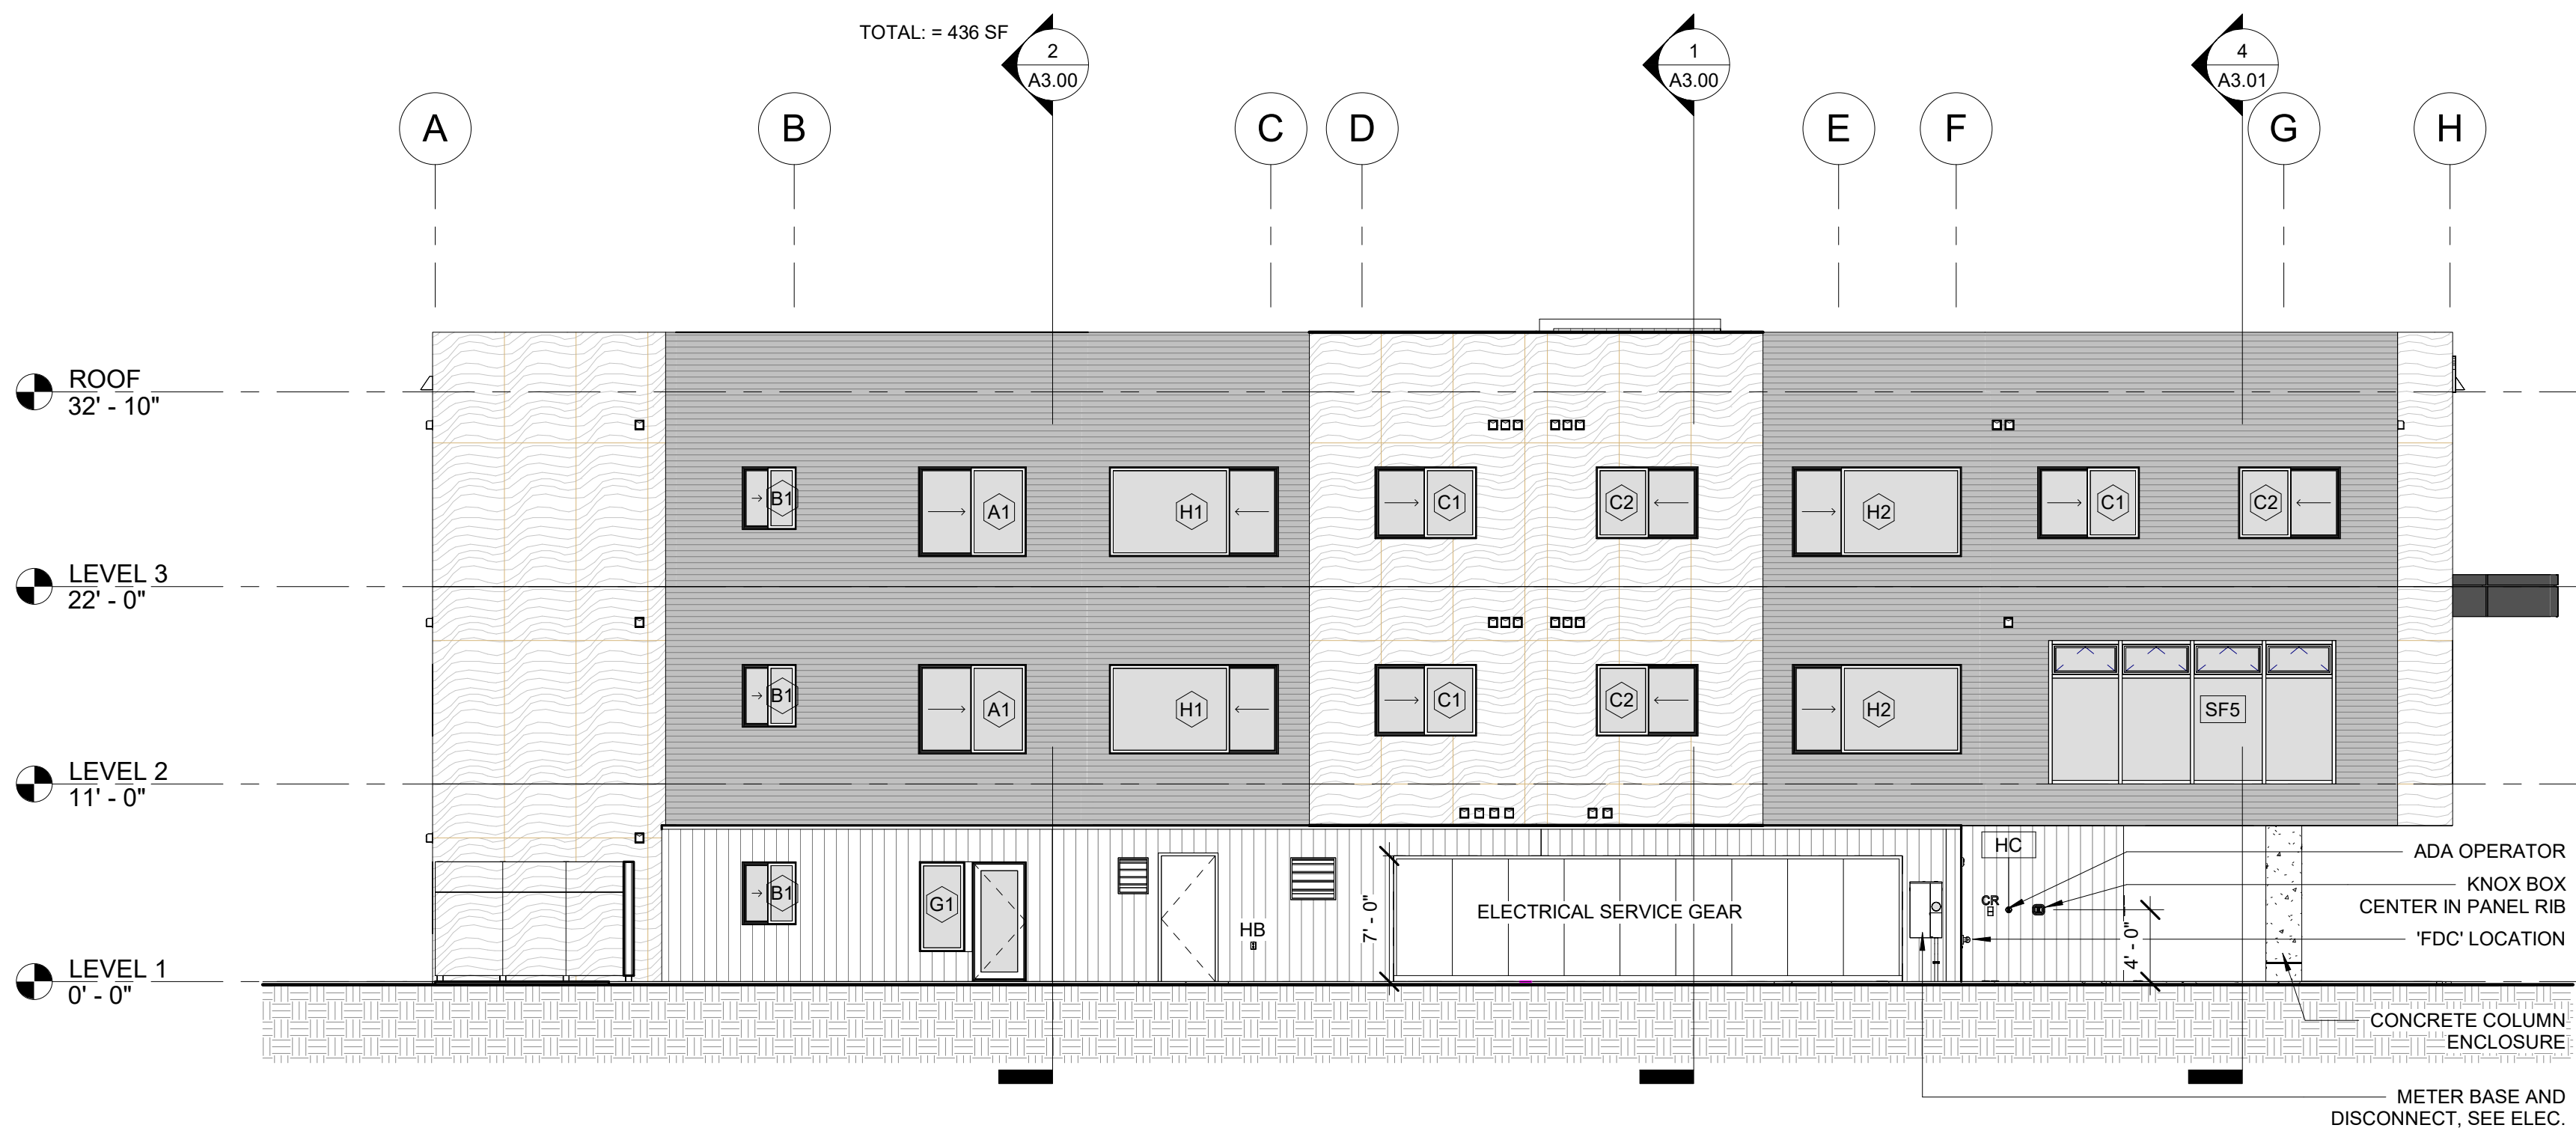 TOTAL: = 436 SF
2
A3.00
1
A3.00
4
A3.01
A
B
C
D
E
F
G
H
ROOF
32' - 10"
B1
A1
H1
C1
C2
H2
C1
C2
LEVEL 3
22' - 0"
B1
A1
H1
C1
C2
H2
SF5
LEVEL 2
11' - 0"
HC
ADA OPERATOR
B1
G1
HB
7' - 0"
ELECTRICAL SERVICE GEAR
CR
KNOX BOX
CENTER IN PANEL RIB
'FDC' LOCATION
4' - 0"
LEVEL 1
0' - 0"
CONCRETE COLUMN
ENCLOSURE
METER BASE AND
DISCONNECT, SEE ELEC.